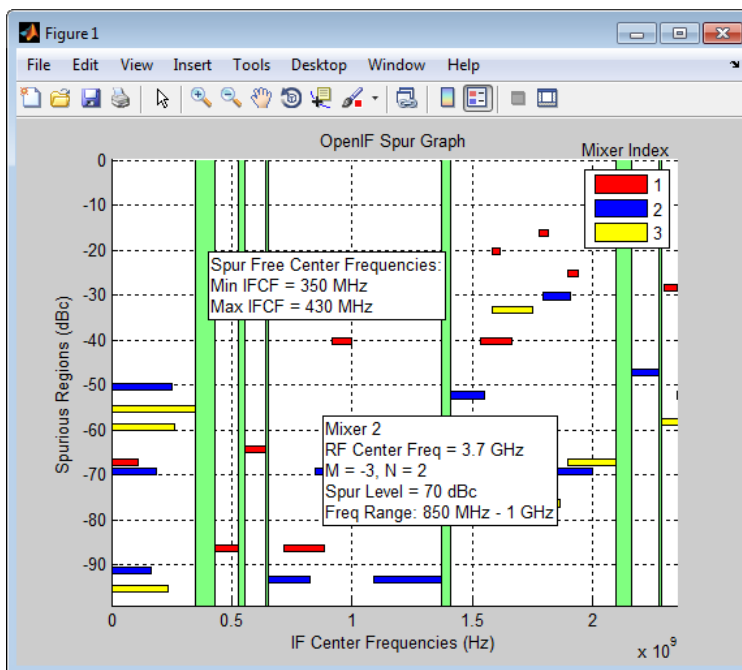 Figure 1
File Edit View Insert Tools Desktop Window Help
OpenIF Spur Graph
Mixer Index
1
2
3
0
-10
-20
-30
-40
-50
-60
-70
-80
-90
Spurious Regions (dBc)
Spur Free Center Frequencies:
Min IFCF = 350 MHz
Max IFCF = 430 MHz
Mixer 2
RF Center Freq = 3.7 GHz
M = -3, N = 2
Spur Level = 70 dBc
Freq Range: 850 MHz - 1 GHz
0 0.5 1 1.5 2
IF Center Frequencies (Hz)
x 10^9